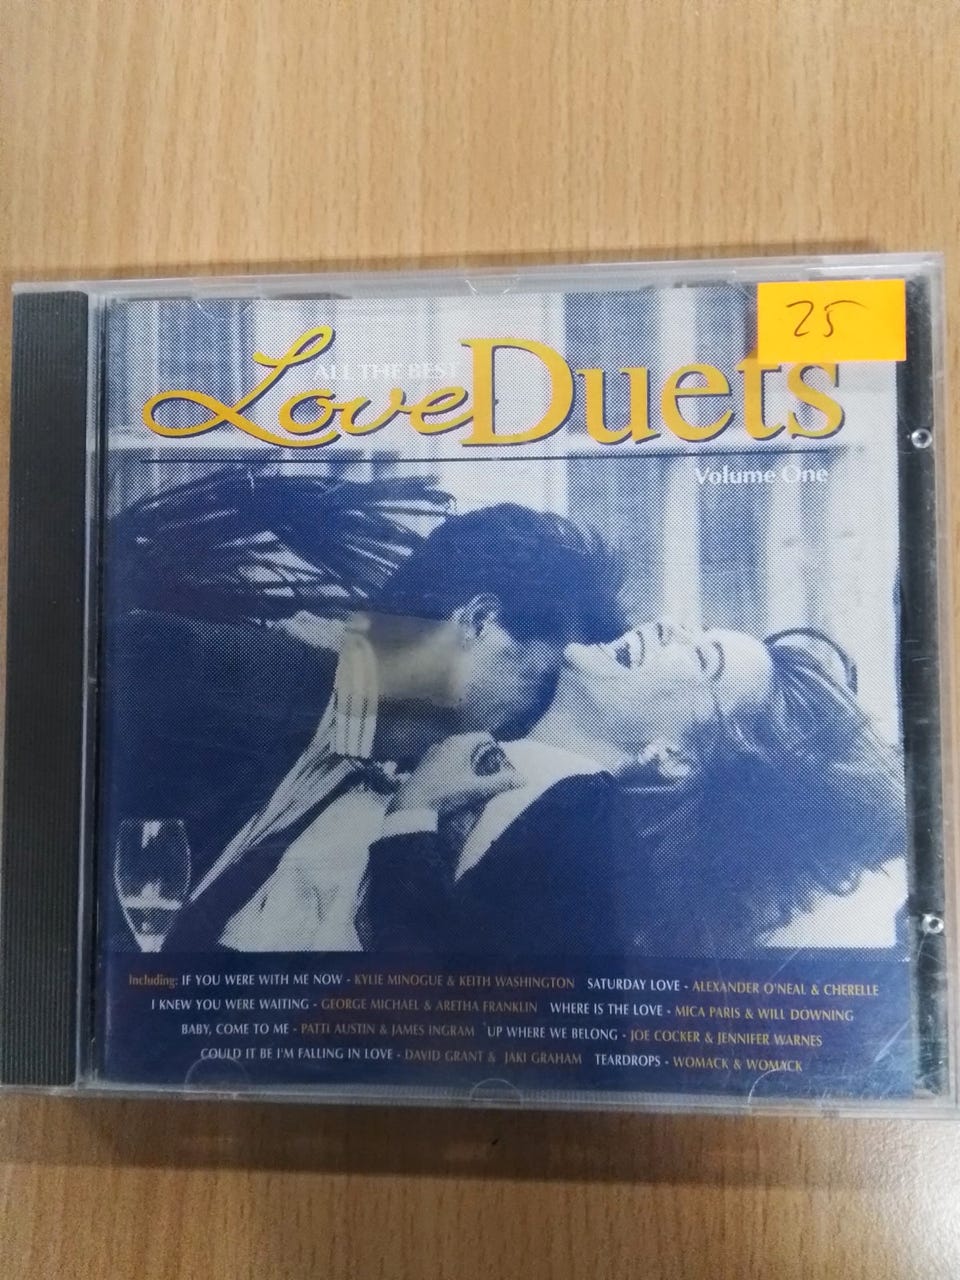 25
ALL THE BEST
Love Duets
Volume One
Including: IF YOU WERE WITH ME NOW - KYLIE MINOGUE & KEITH WASHINGTON SATURDAY LOVE - ALEXANDER O'NEAL & CHERELLE
I KNEW YOU WERE WAITING - GEORGE MICHAEL & ARETHA FRANKLIN WHERE IS THE LOVE - MICA PARIS & WILL DOWNING
BABY, COME TO ME - PATTI AUSTIN & JAMES INGRAM UP WHERE WE BELONG - JOE COCKER & JENNIFER WARNES
COULD IT BE I'M FALLING IN LOVE - DAVID GRANT & JAKI GRAHAM TEARDROPS - WOMACK & WOMACK